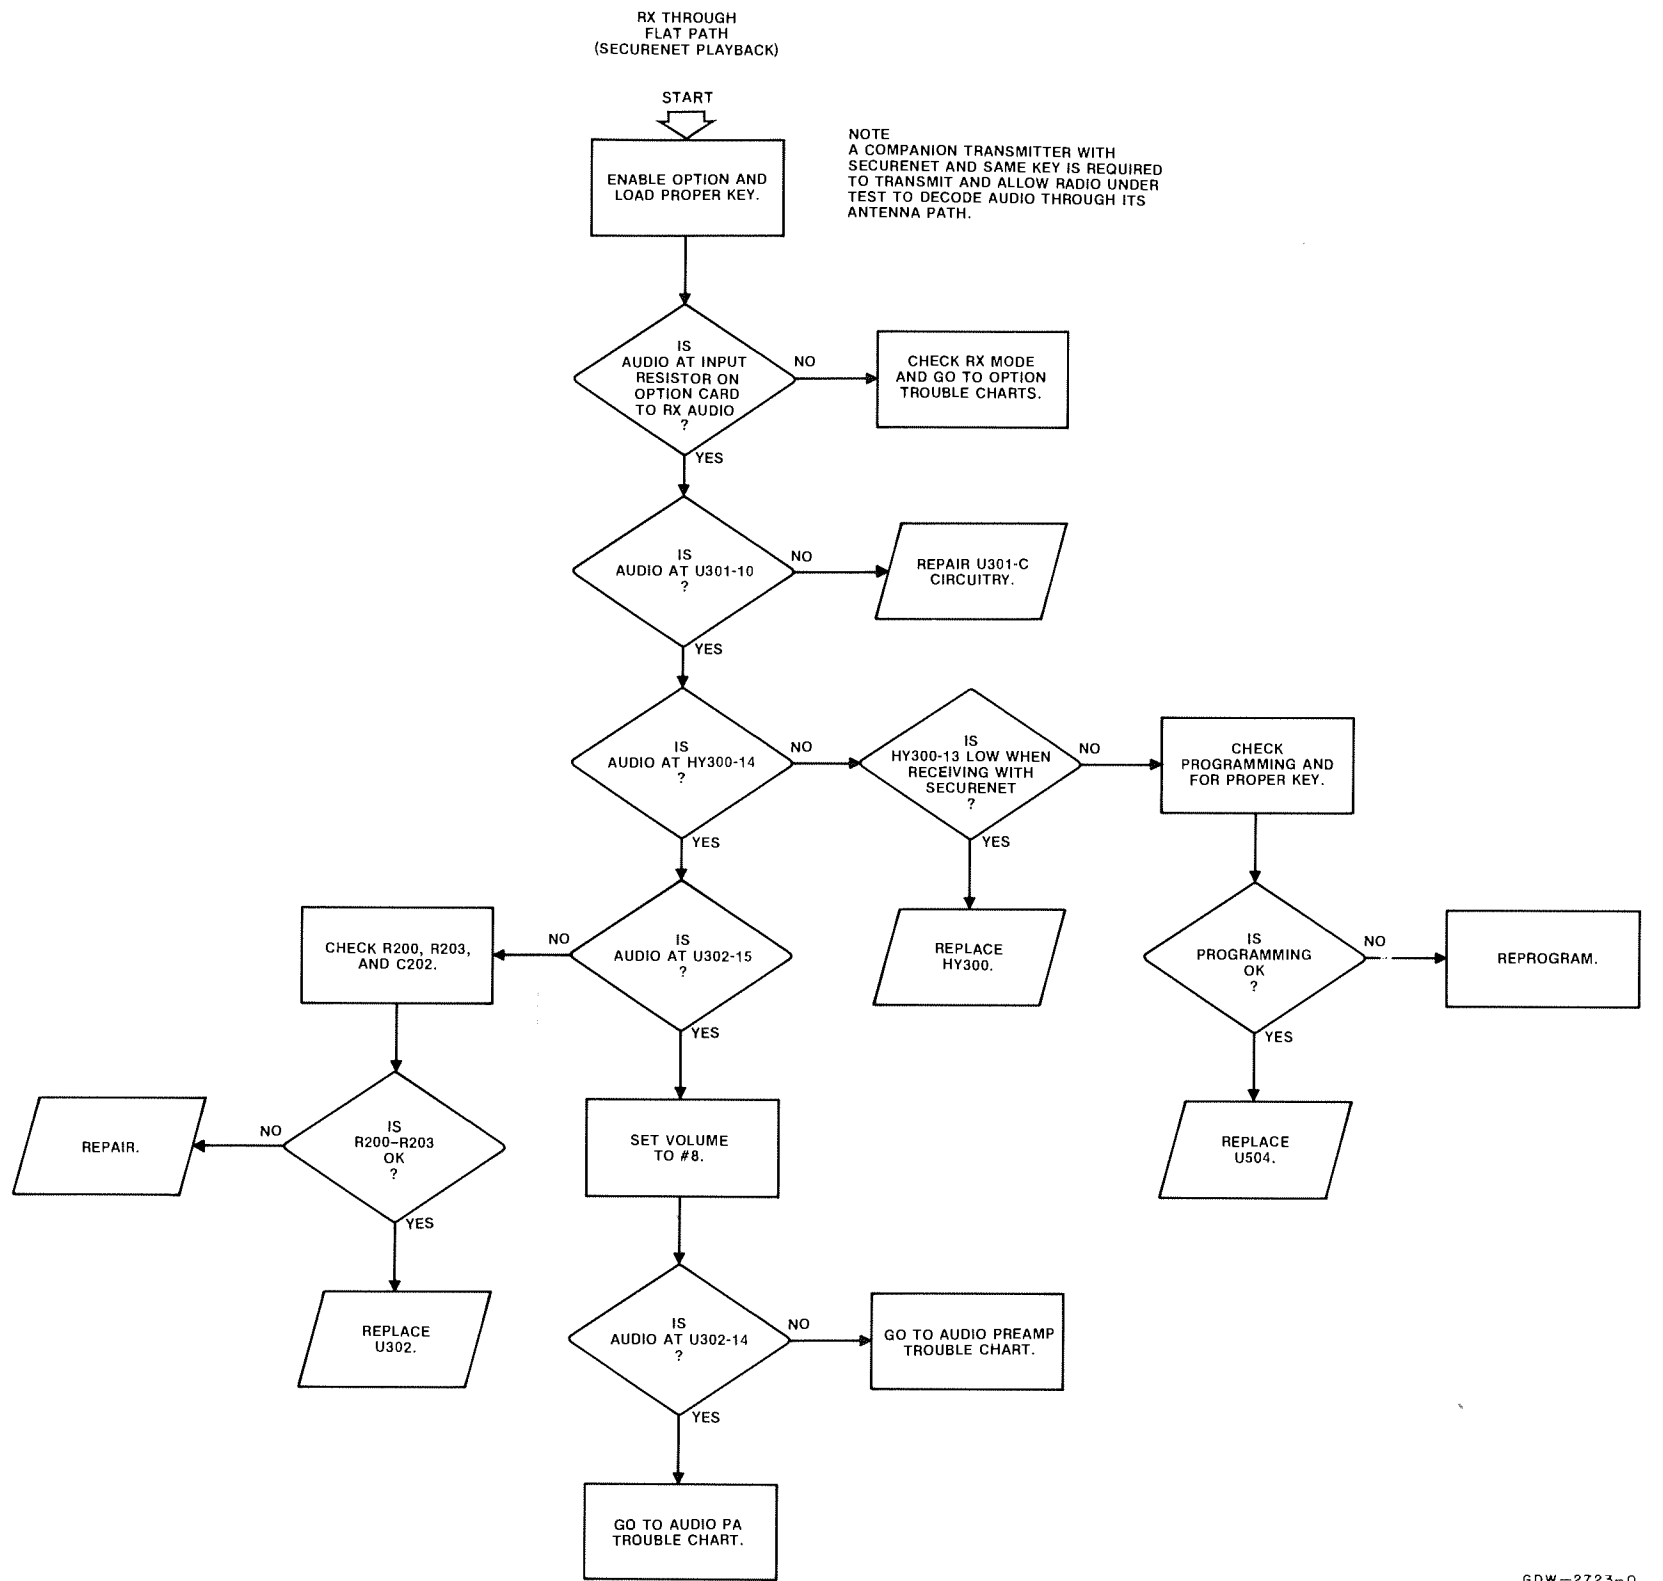 RX THROUGH
FLAT PATH
(SECURENET PLAYBACK)
START
NOTE
A COMPANION TRANSMITTER WITH
SECURENET AND SAME KEY IS REQUIRED
TO TRANSMIT AND ALLOW RADIO UNDER
TEST TO DECODE AUDIO THROUGH ITS
ANTENNA PATH.
ENABLE OPTION AND
LOAD PROPER KEY.
IS
AUDIO AT INPUT
RESISTOR ON
OPTION CARD
TO RX AUDIO
?
NO
CHECK RX MODE
AND GO TO OPTION
TROUBLE CHARTS.
YES
IS
AUDIO AT U301-10
?
NO
REPAIR U301-C
CIRCUITRY.
YES
IS
AUDIO AT HY300-14
?
NO
IS
HY300-13 LOW WHEN
RECEIVING WITH
SECURENET
?
NO
CHECK
PROGRAMMING AND
FOR PROPER KEY.
YES
YES
IS
AUDIO AT U302-15
?
NO
CHECK R200, R203,
AND C202.
REPLACE
HY300.
IS
PROGRAMMING
OK
?
NO
REPROGRAM.
YES
YES
IS
R200-R203
OK
?
NO
REPAIR.
SET VOLUME
TO #8.
REPLACE
U504.
YES
REPLACE
U302.
IS
AUDIO AT U302-14
?
NO
GO TO AUDIO PREAMP
TROUBLE CHART.
YES
GO TO AUDIO PA
TROUBLE CHART.
GDW-2723-O